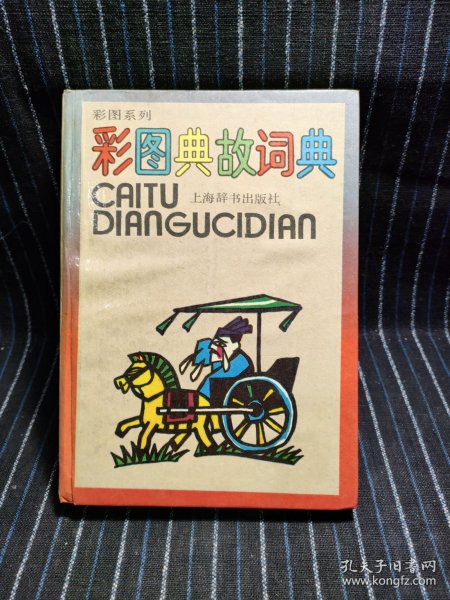 彩图系列
彩图典故词典
CAITU
上海辞书出版社
DIANGUCIDIAN
孔夫子旧书网
www.kongfz.com